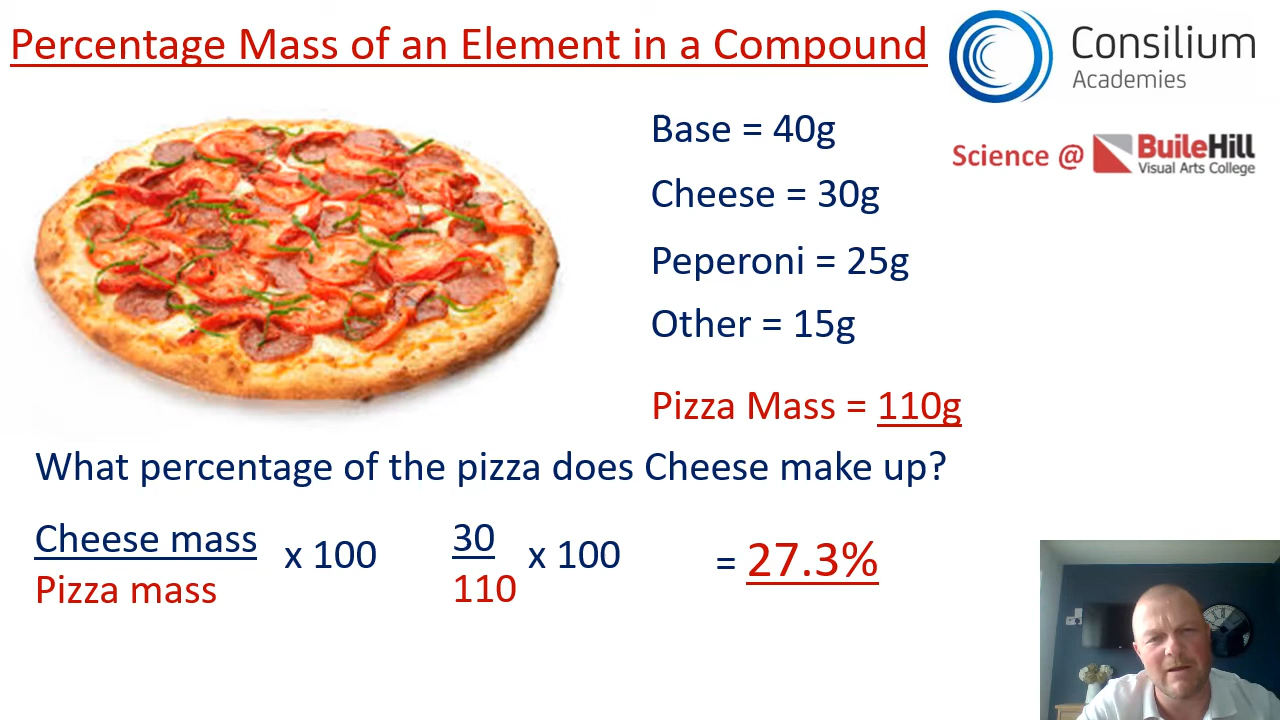 Percentage Mass of an Element in a Compound
Consilium
Academies
Science @ BuileHill
Visual Arts College
Base = 40g
Cheese = 30g
Peperoni = 25g
Other = 15g
Pizza Mass = 110g
What percentage of the pizza does Cheese make up?
Cheese mass
Pizza mass
x 100
30
110
x 100
= 27.3%